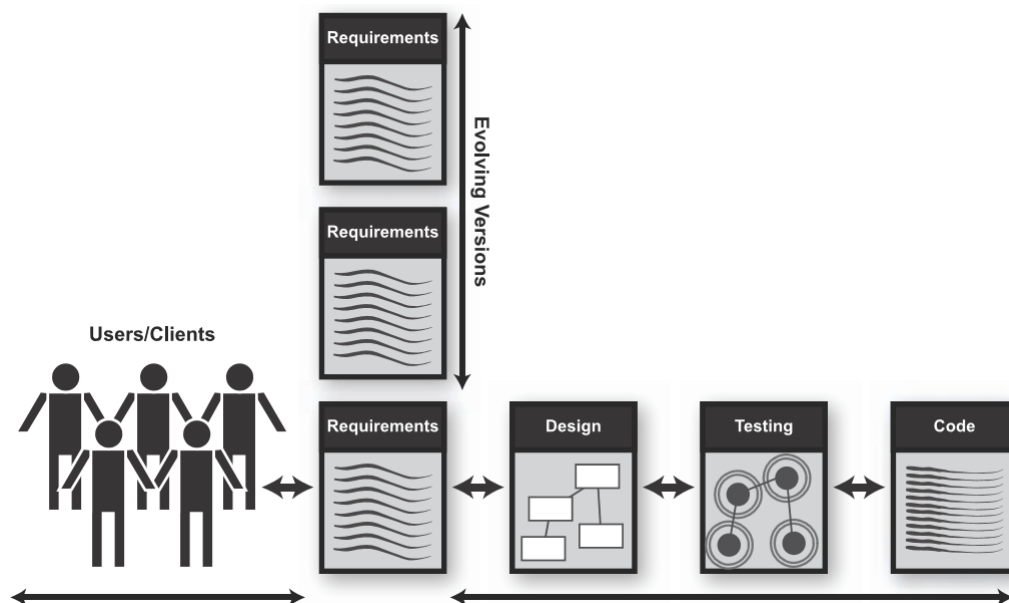 Requirements
Evolving Versions
Requirements
Users/Clients
Requirements
Design
Testing
Code